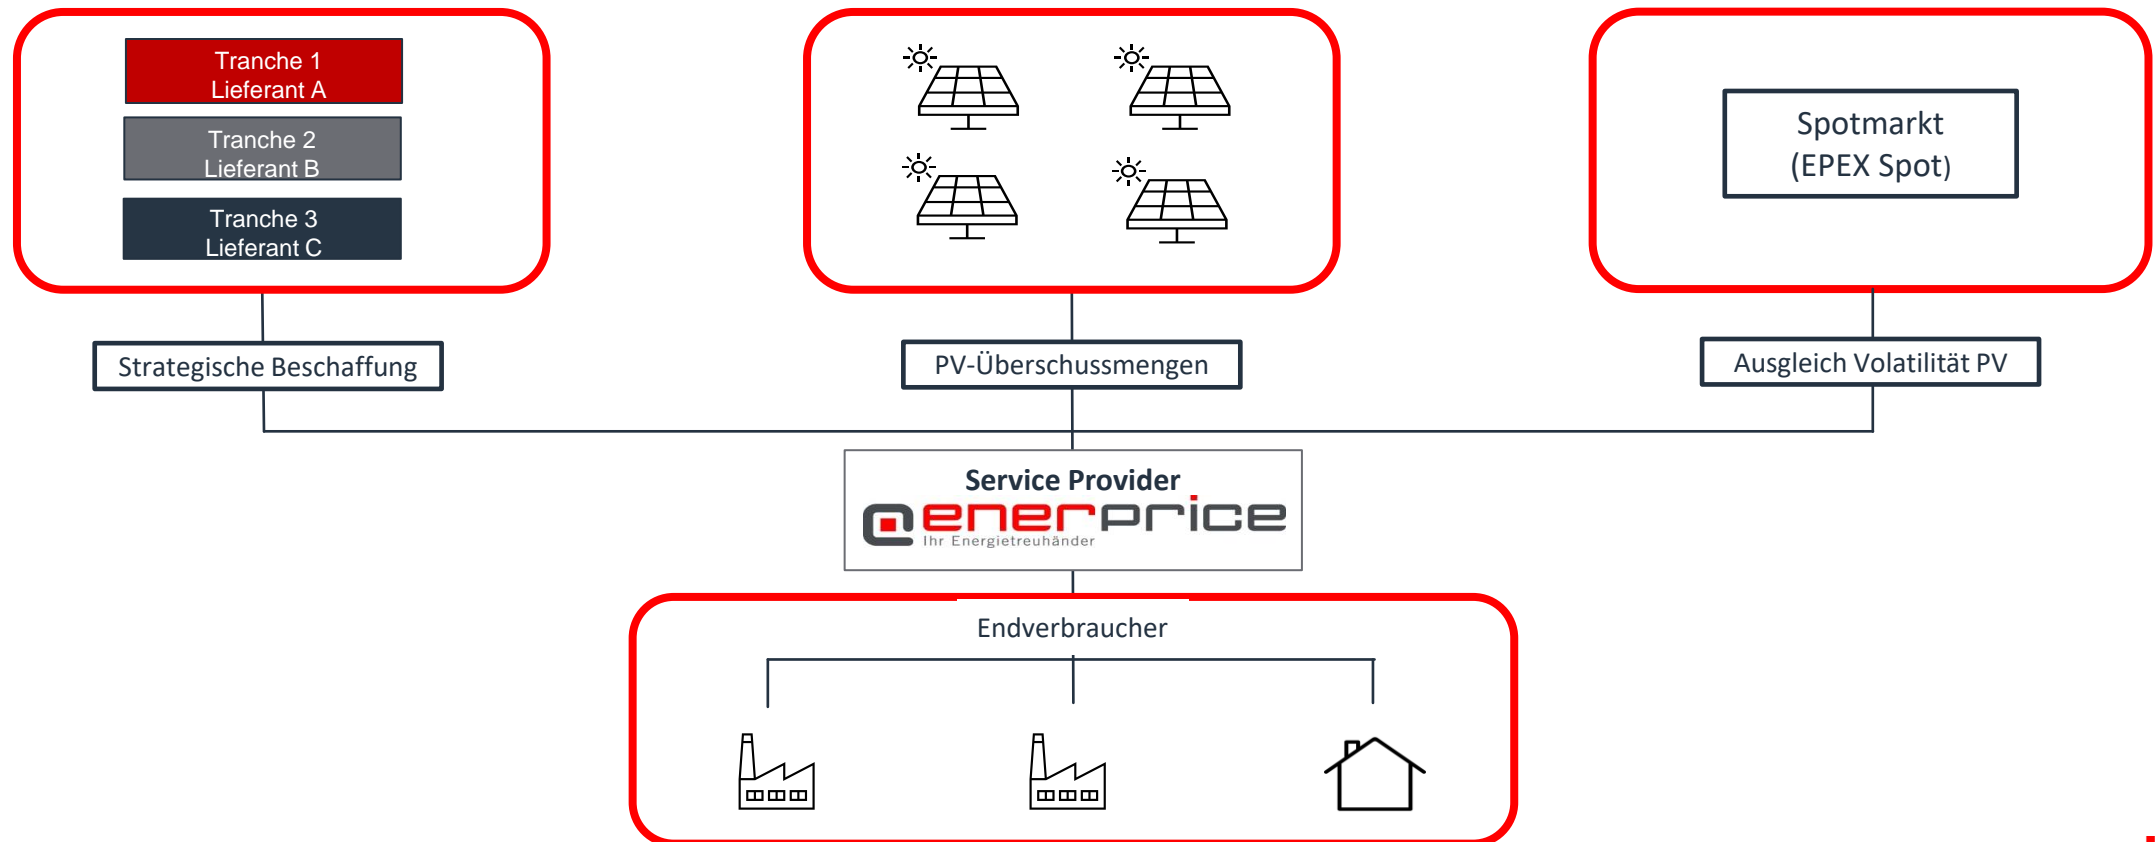 Tranche 1
Lieferant A
Tranche 2
Lieferant B
Tranche 3
Lieferant C
Spotmarkt
(EPEX Spot)
Strategische Beschaffung
PV-Überschussmengen
Ausgleich Volatilität PV
Service Provider
enerprice
Ihr Energietreuhänder
Endverbraucher